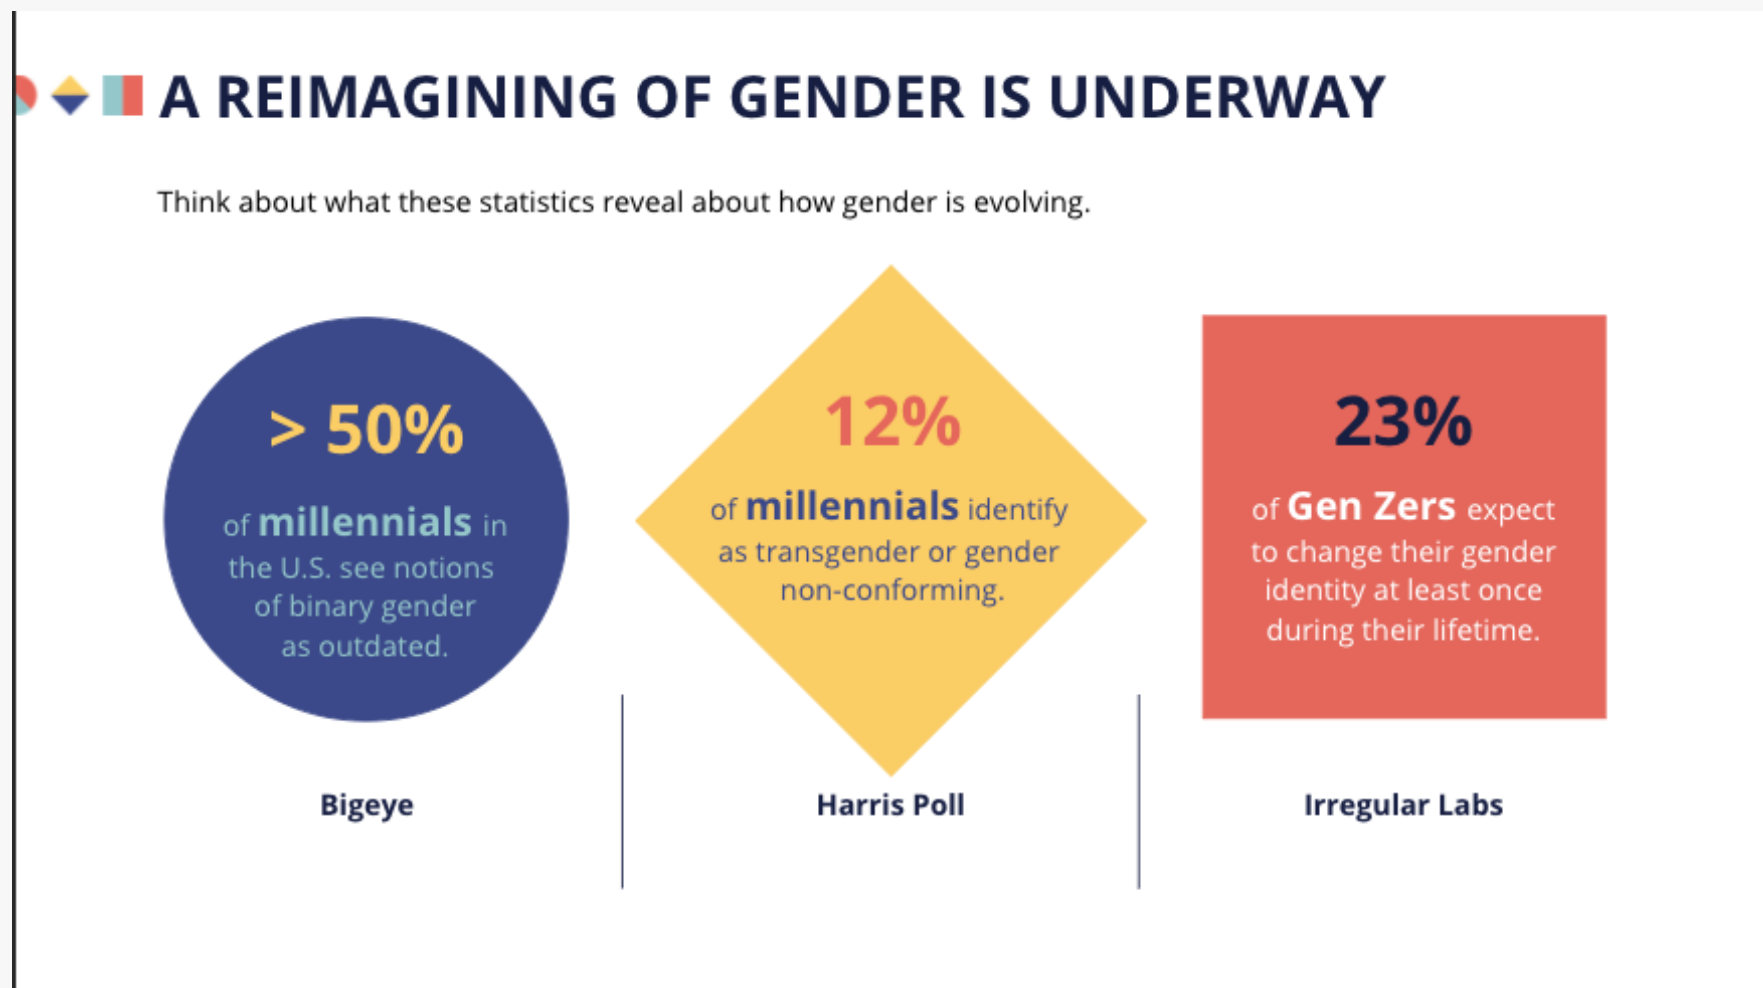 A REIMAGINING OF GENDER IS UNDERWAY
Think about what these statistics reveal about how gender is evolving.
> 50%
of millennials in
the U.S. see notions
of binary gender
as outdated.
Bigeye
12%
of millennials identify
as transgender or gender
non-conforming.
Harris Poll
23%
of Gen Zers expect
to change their gender
identity at least once
during their lifetime.
Irregular Labs